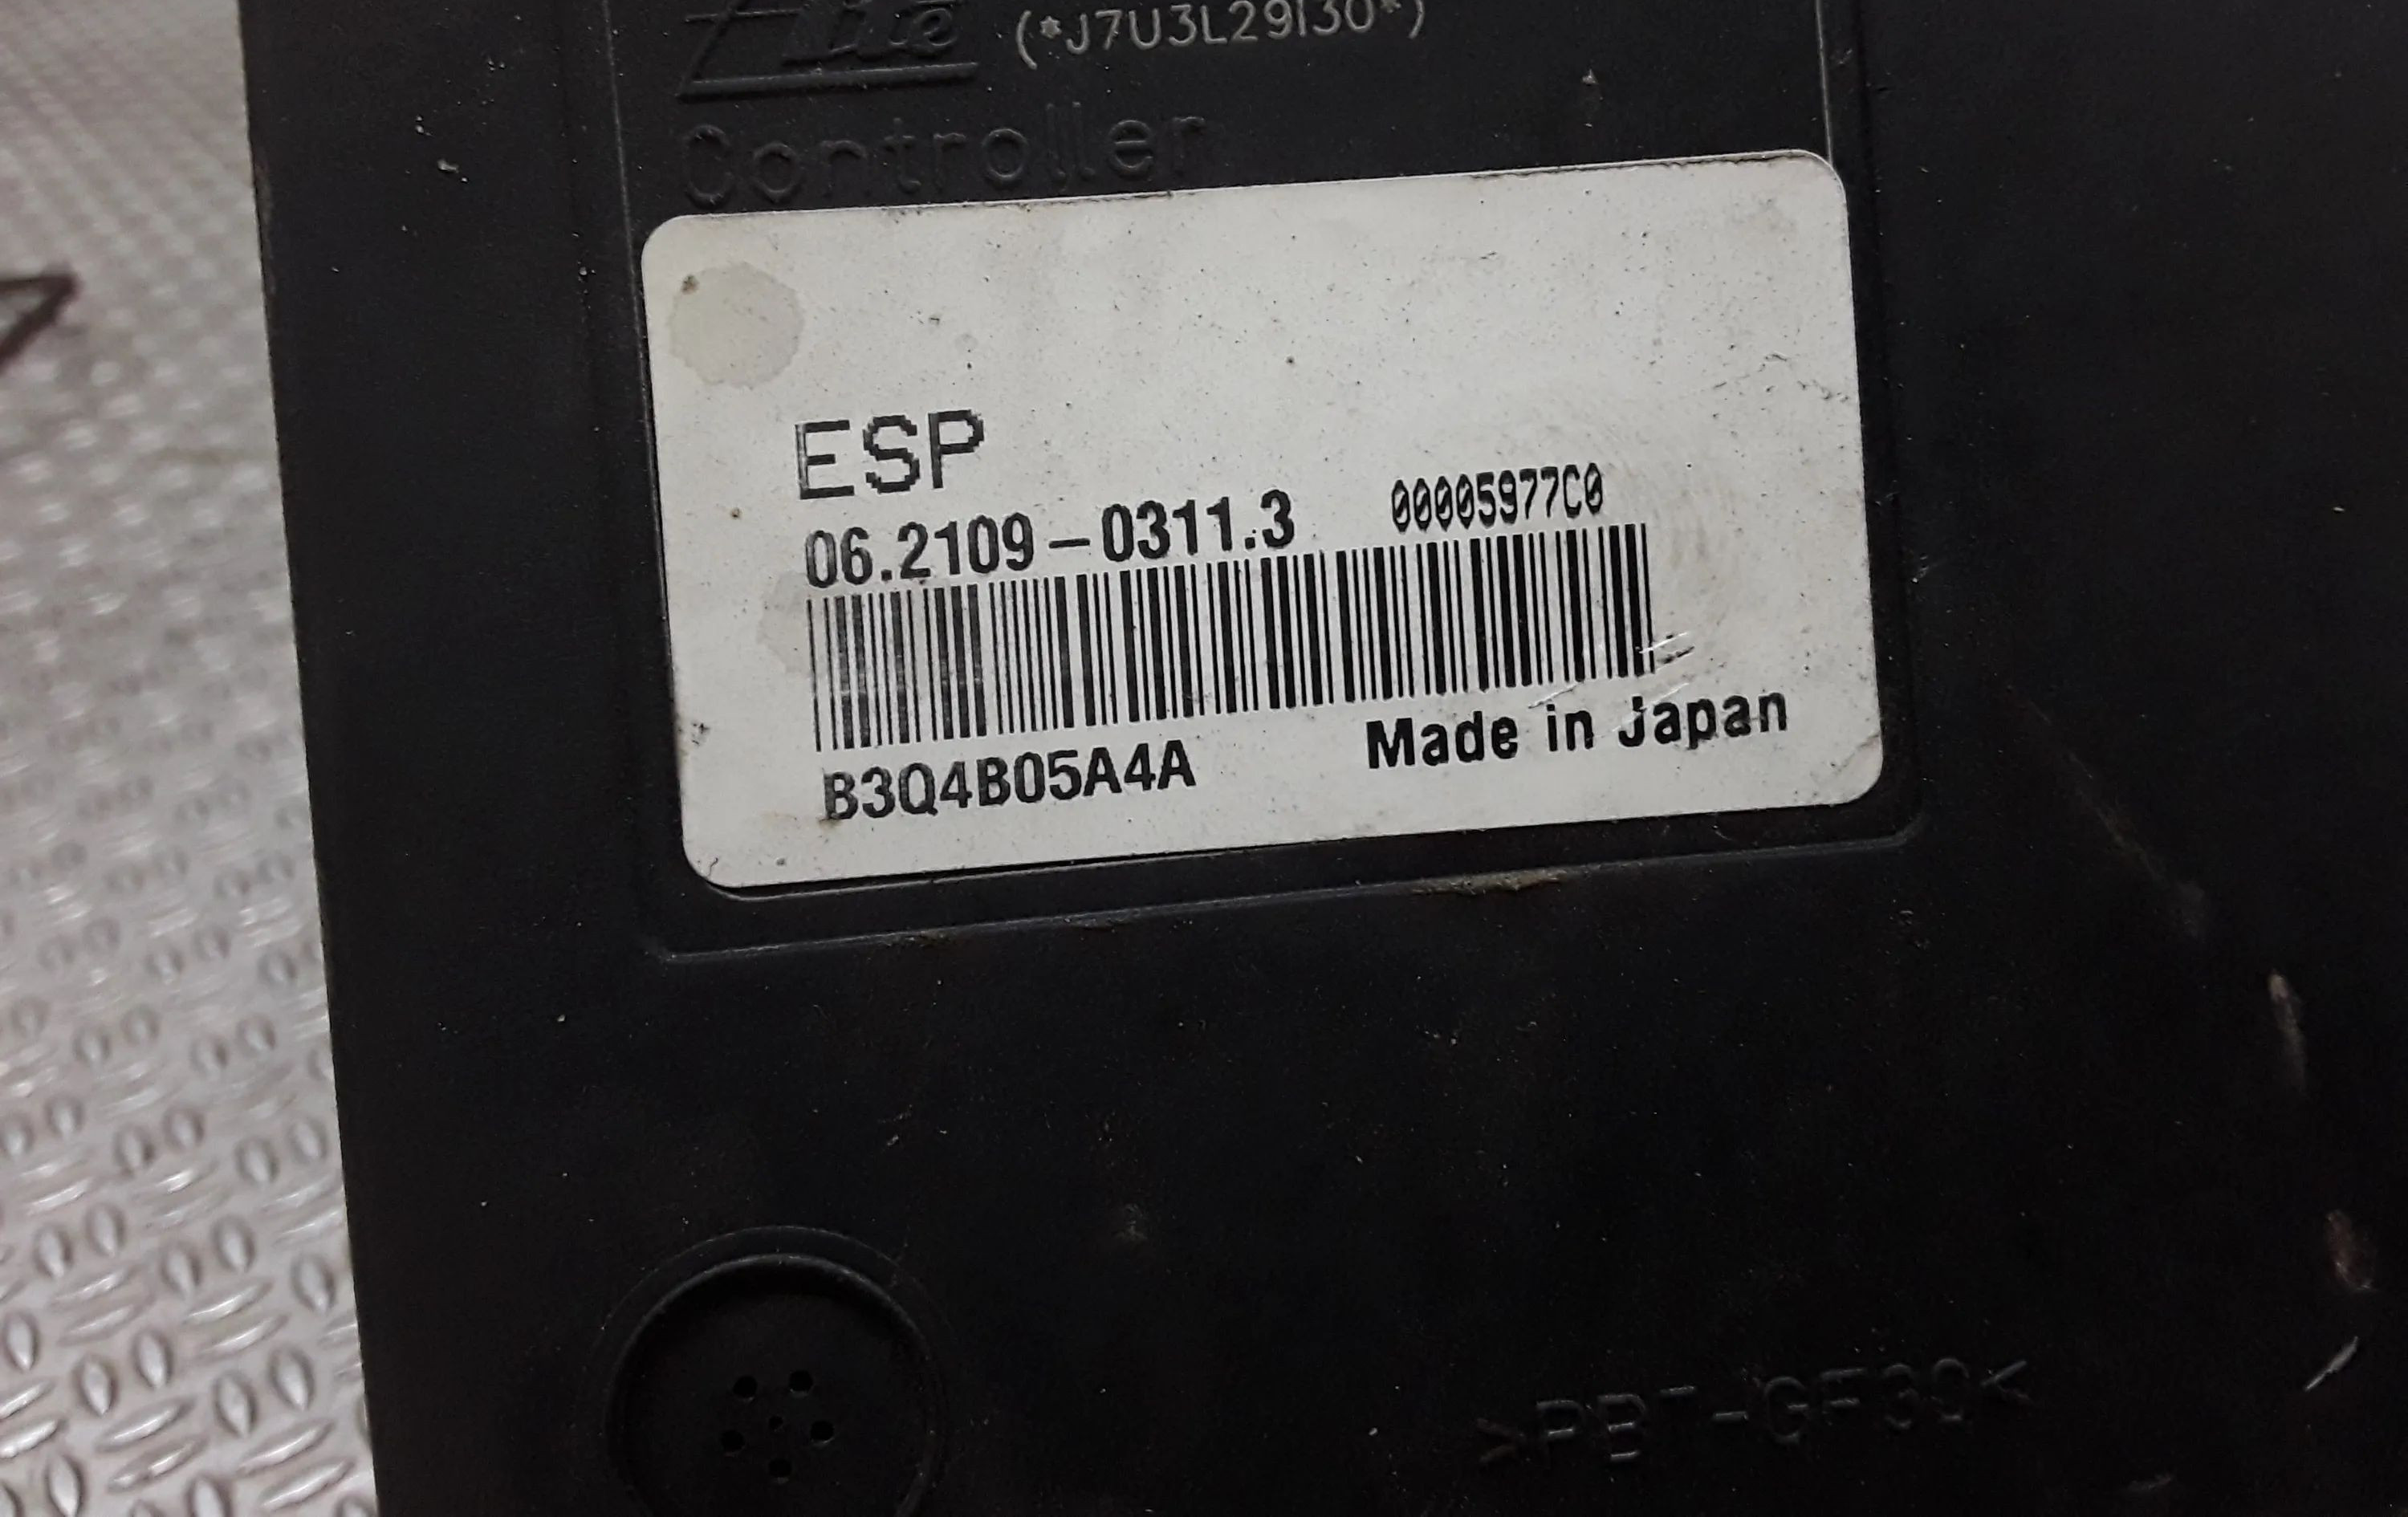 (*J7U3L29I30*)
Controller
ESP
06.2109-0311.3 00005977C0
B3Q4B05A4A Made in Japan
>PBT-GF30<